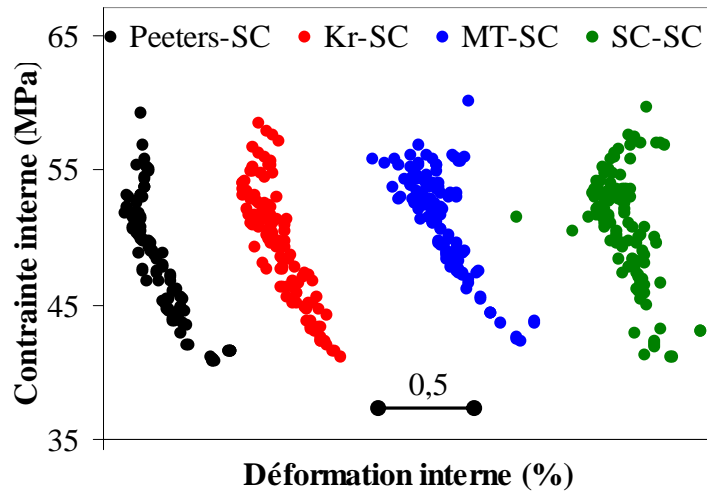 65
Peeters-SC
Kr-SC
MT-SC
SC-SC
55
45
35
0,5
Contrainte interne (MPa)
Déformation interne (%)